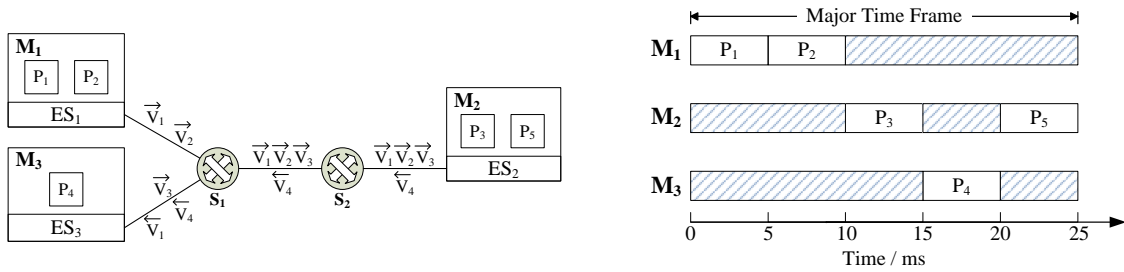 M1
P1 P2
ES1
V1
V2
M3
P4
ES3
V3
V4
V1
S1
V1 V2 V3
V4
S2
V1 V2 V3
V4
M2
P3 P5
ES2
Major Time Frame
M1 P1 P2
M2 P3 P5
M3 P4
0 5 10 15 20 25
Time / ms